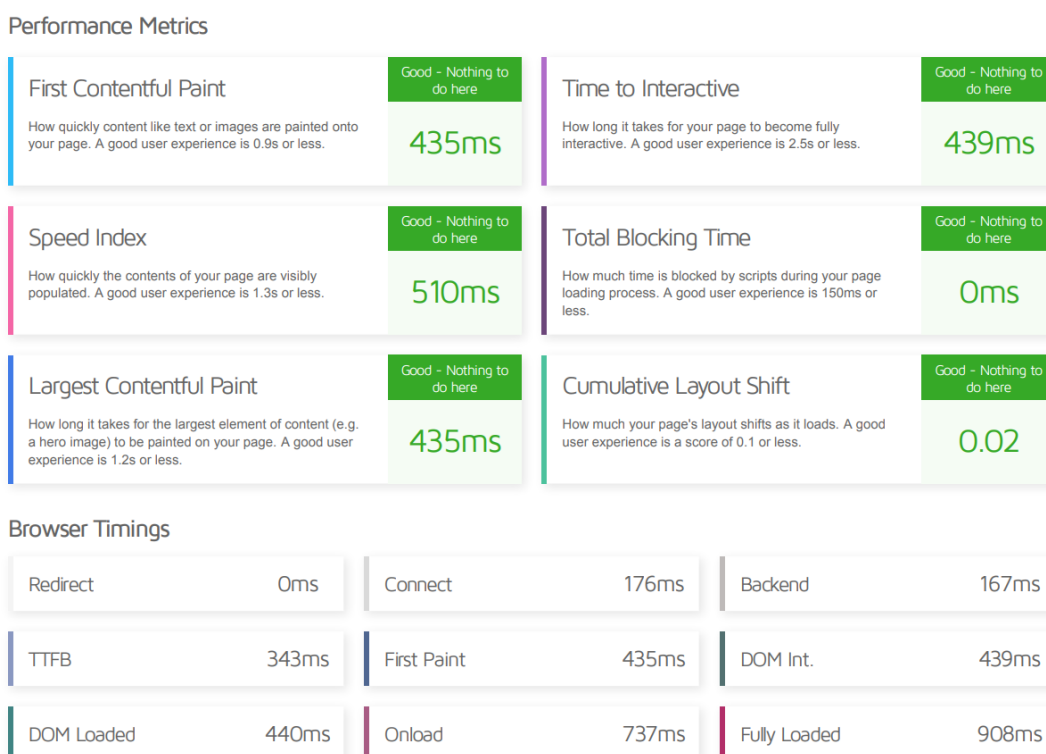 Performance Metrics
First Contentful Paint
How quickly content like text or images are painted onto
your page. A good user experience is 0.9s or less.
Good - Nothing to
do here
435ms
Time to Interactive
How long it takes for your page to become fully
interactive. A good user experience is 2.5s or less.
Good - Nothing to
do here
439ms
Speed Index
How quickly the contents of your page are visibly
populated. A good user experience is 1.3s or less.
Good - Nothing to
do here
510ms
Total Blocking Time
How much time is blocked by scripts during your page
loading process. A good user experience is 150ms or
less.
Good - Nothing to
do here
0ms
Largest Contentful Paint
How long it takes for the largest element of content (e.g.
a hero image) to be painted on your page. A good user
experience is 1.2s or less.
Good - Nothing to
do here
435ms
Cumulative Layout Shift
How much your page's layout shifts as it loads. A good
user experience is a score of 0.1 or less.
Good - Nothing to
do here
0.02
Browser Timings
Redirect 0ms
Connect 176ms
Backend 167ms
TTFB 343ms
First Paint 435ms
DOM Int. 439ms
DOM Loaded 440ms
Onload 737ms
Fully Loaded 908ms